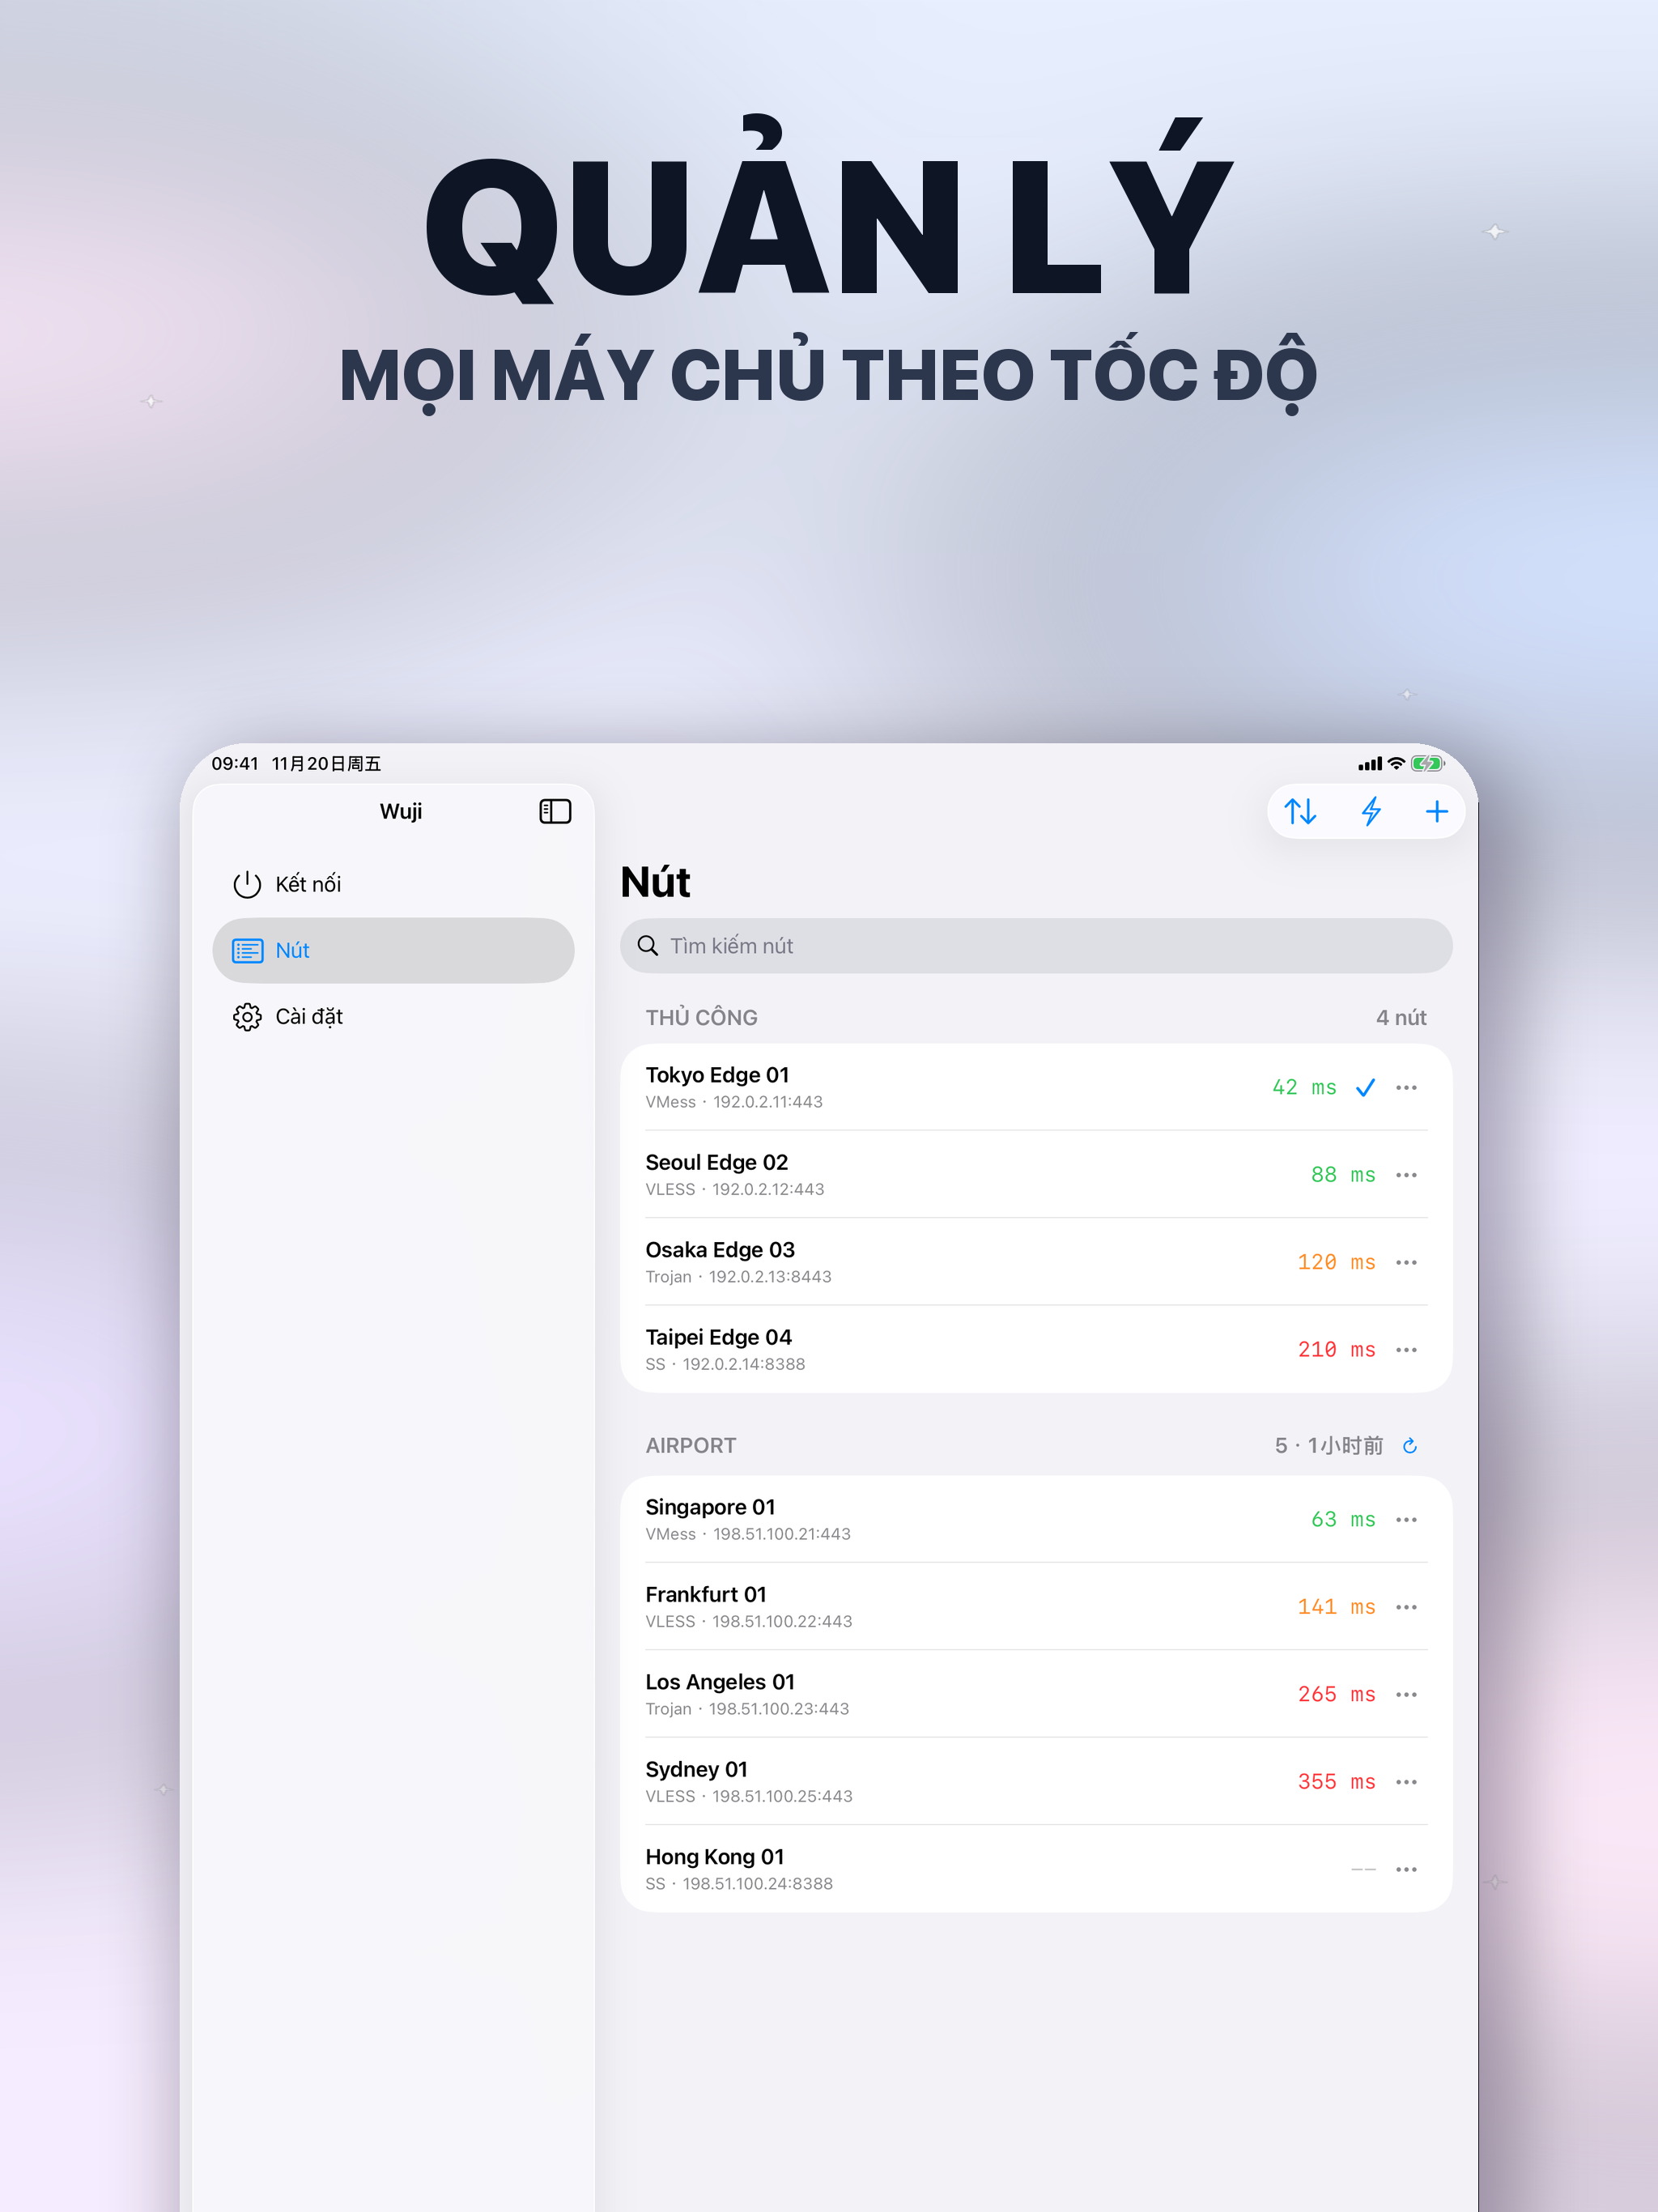 QUẢN LÝ
MỌI MÁY CHỦ THEO TỐC ĐỘ
09:41 11月20日周五
Wuji
Kết nối
Nút
Cài đặt
Nút
Tìm kiếm nút
THỦ CÔNG 4 nút
Tokyo Edge 01
VMess · 192.0.2.11:443
42 ms
Seoul Edge 02
VLESS · 192.0.2.12:443
88 ms
Osaka Edge 03
Trojan · 192.0.2.13:8443
120 ms
Taipei Edge 04
SS · 192.0.2.14:8388
210 ms
AIRPORT 5 · 1小时前
Singapore 01
VMess · 198.51.100.21:443
63 ms
Frankfurt 01
VLESS · 198.51.100.22:443
141 ms
Los Angeles 01
Trojan · 198.51.100.23:443
265 ms
Sydney 01
VLESS · 198.51.100.25:443
355 ms
Hong Kong 01
SS · 198.51.100.24:8388
——